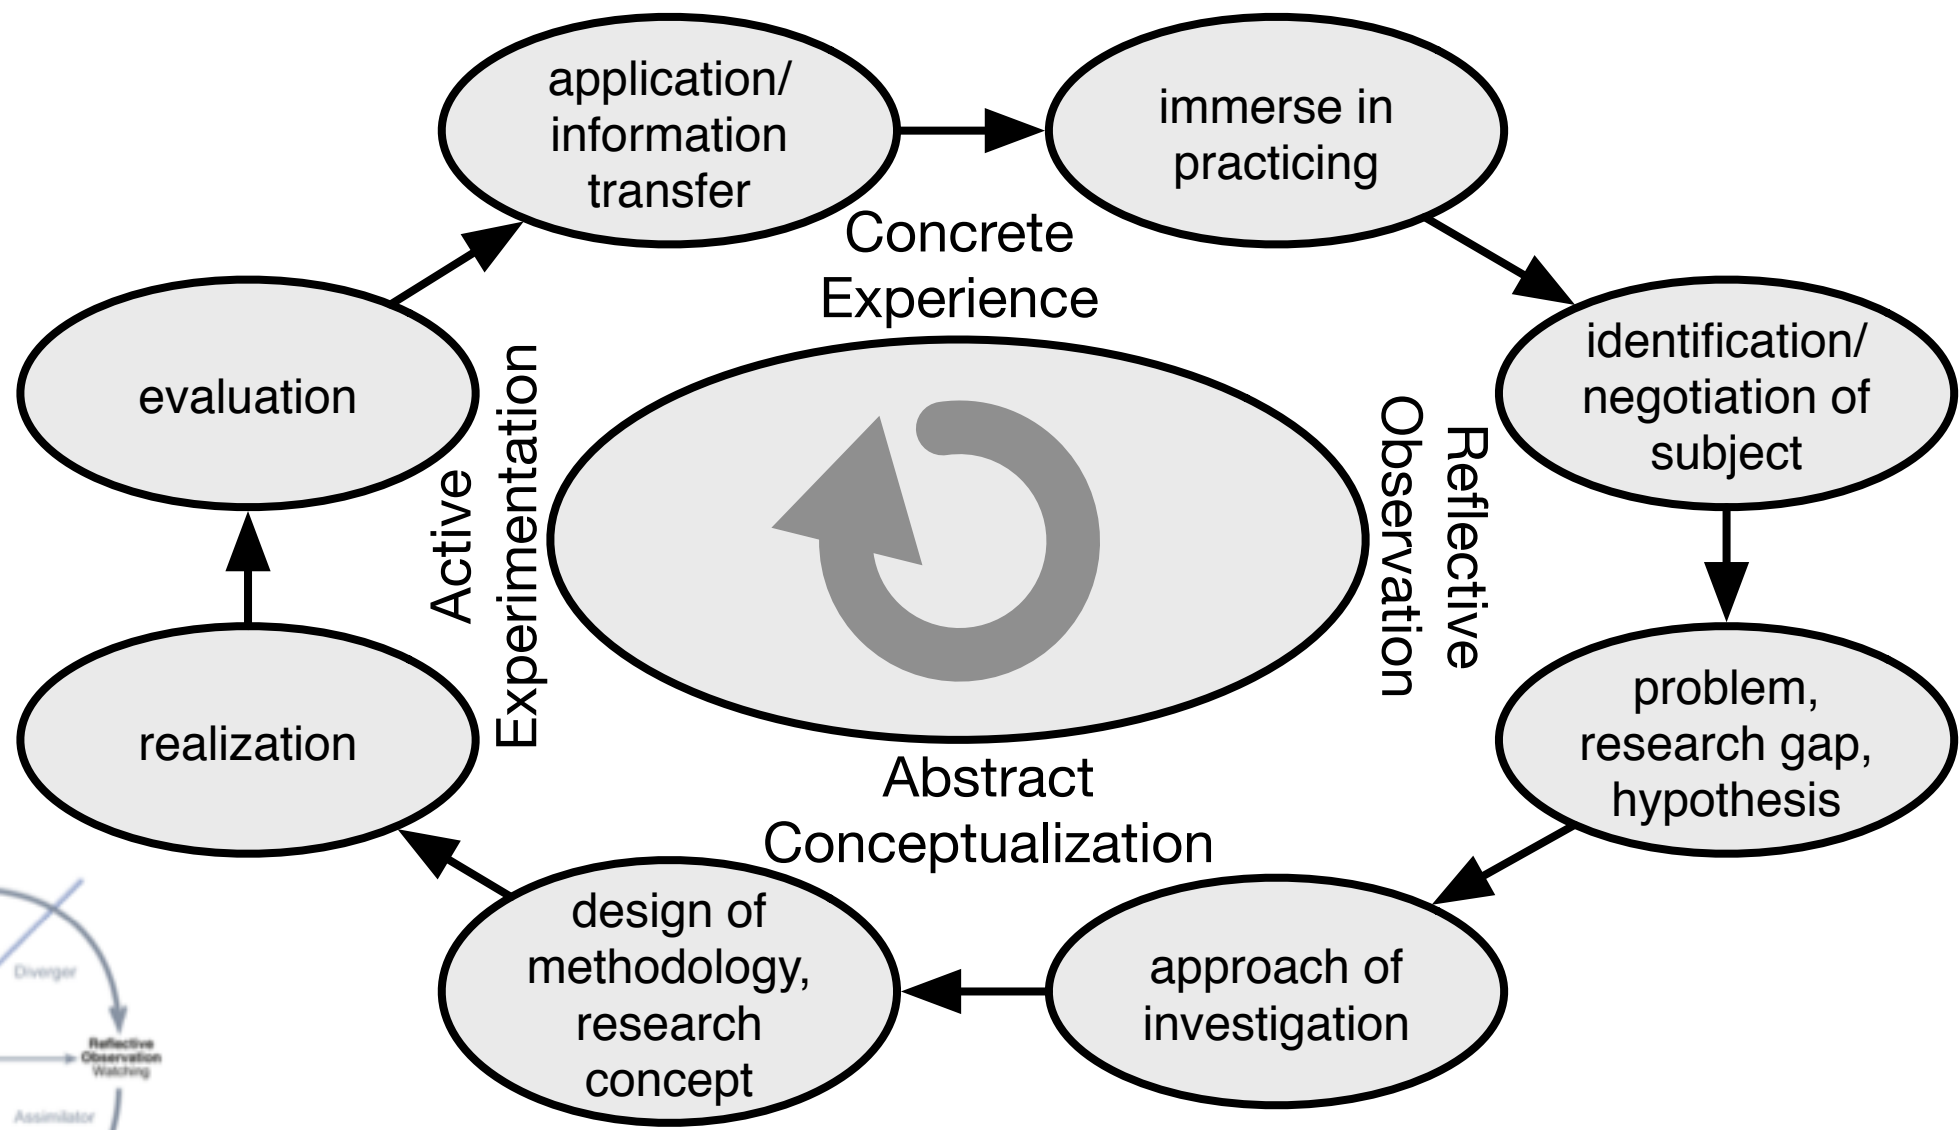 application/
information
transfer
immerse in
practicing
Concrete
Experience
identification/
negotiation of
subject
evaluation
Active
Experimentation
Reflective
Observation
problem,
research gap,
hypothesis
realization
Abstract
Conceptualization
design of
methodology,
research
concept
approach of
investigation
Diverger
Reflective
Observation
Watching
Assimilator